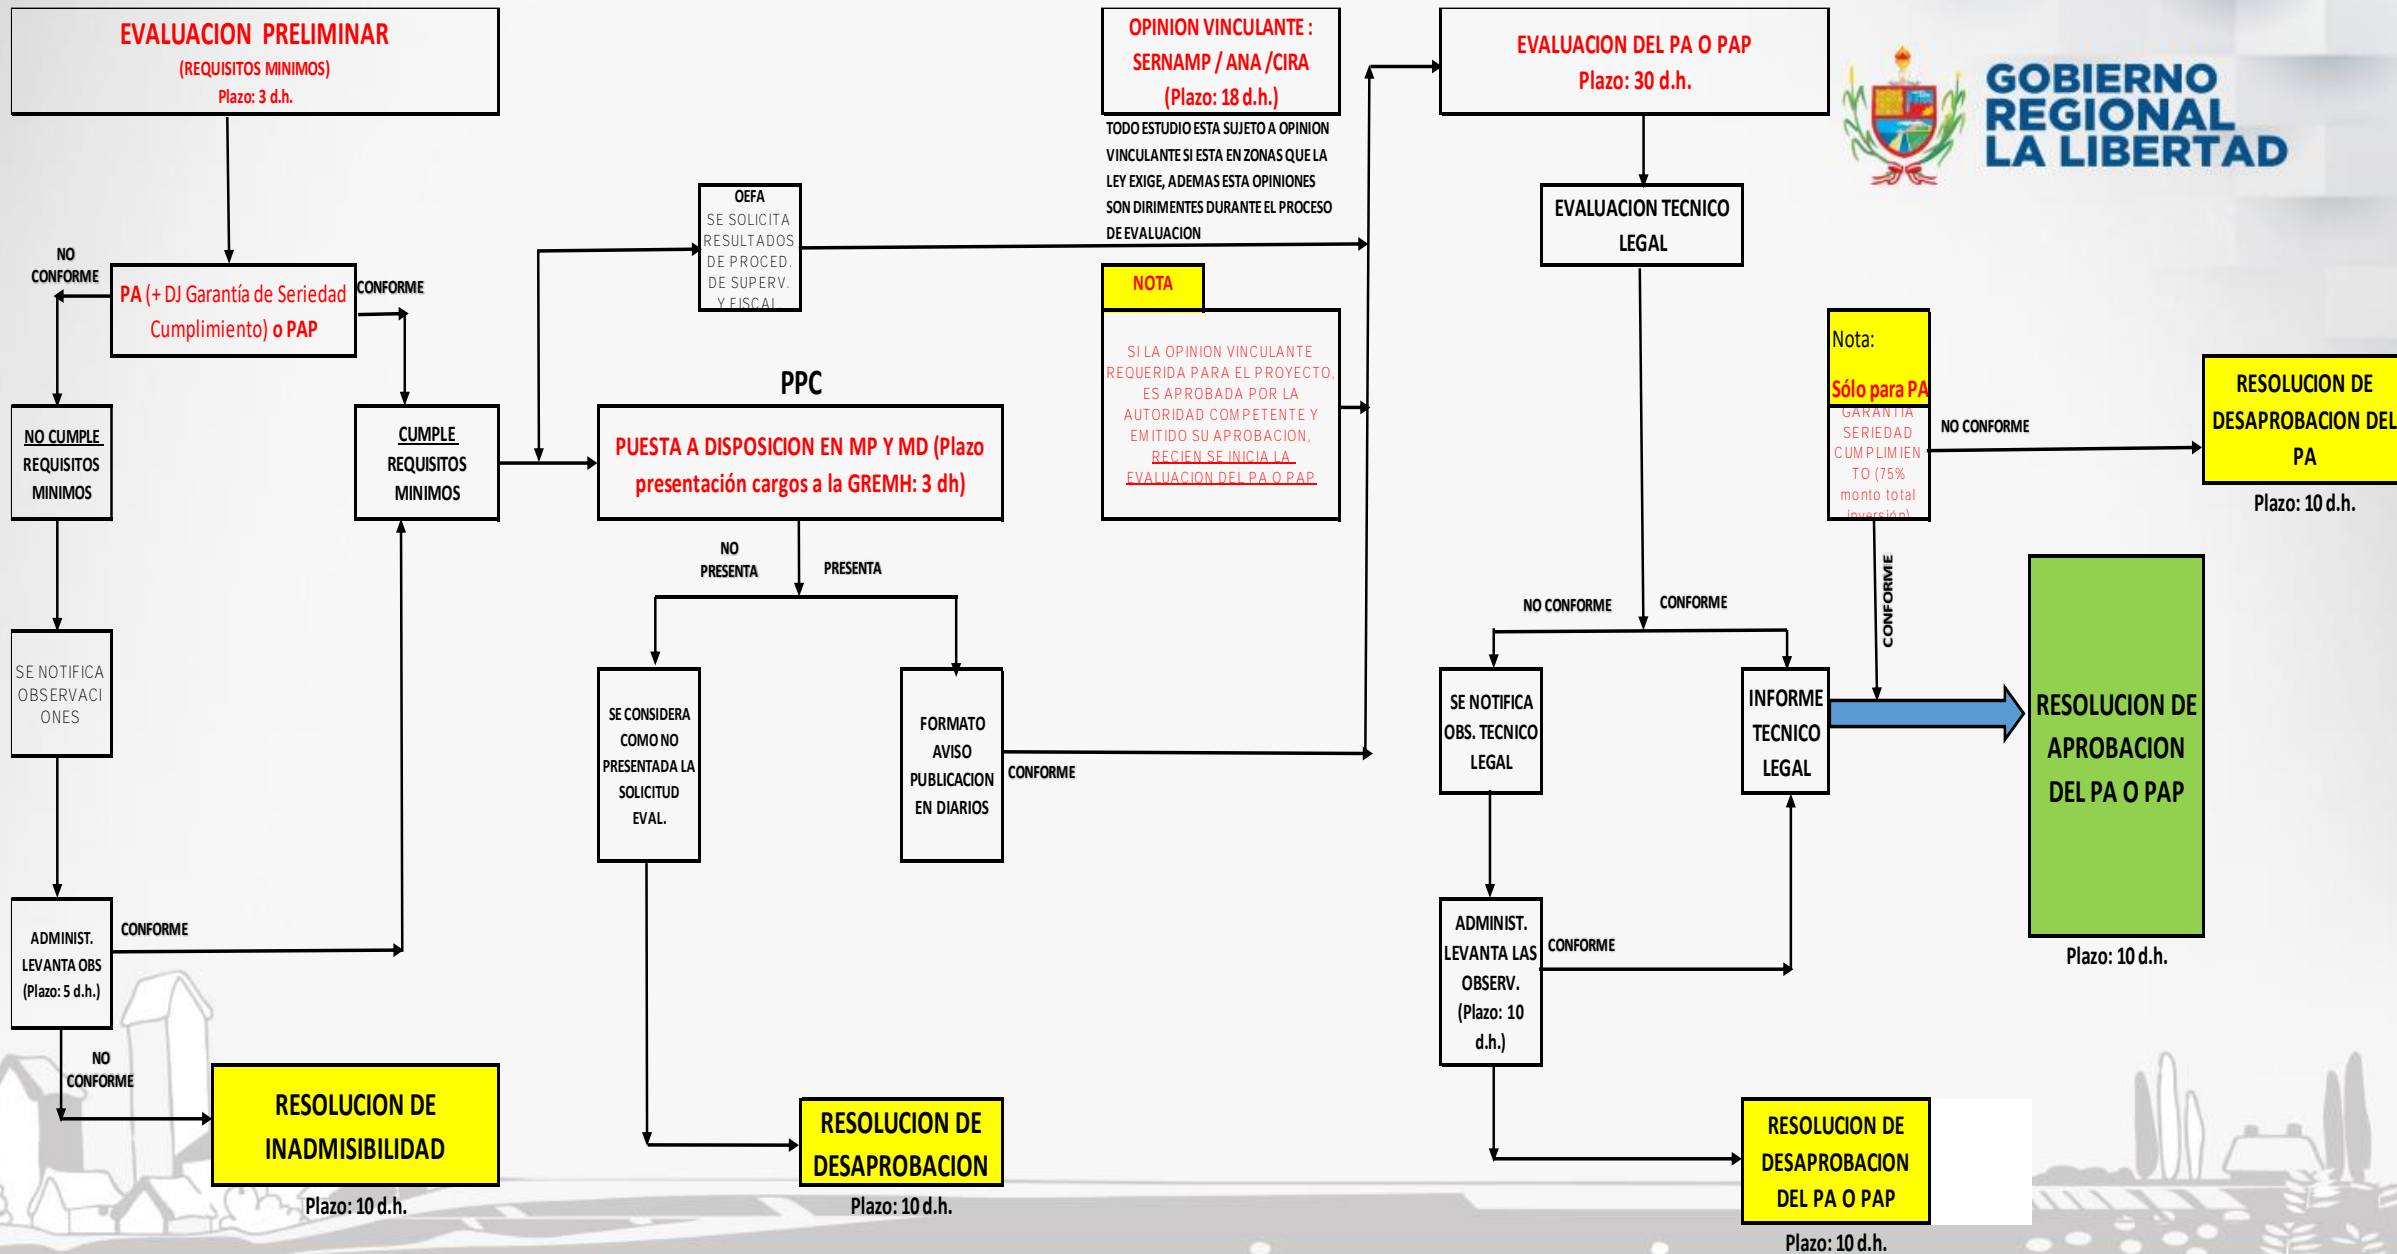 EVALUACION PRELIMINAR
(REQUISITOS MINIMOS)
Plazo: 3 d.h.
NO
CONFORME
PA (+ DJ Garantía de Seriedad
Cumplimiento) o PAP
CONFORME
NO CUMPLE
REQUISITOS
MINIMOS
CUMPLE
REQUISITOS
MINIMOS
SE NOTIFICA
OBSERVACI
ONES
ADMINIST.
LEVANTA OBS
(Plazo: 5 d.h.)
CONFORME
NO
CONFORME
RESOLUCION DE
INADMISIBILIDAD
Plazo: 10 d.h.
OEFA
SE SOLICITA
RESULTADOS
DE PROCED.
DE SUPERV.
Y FISCAL.
PPC
PUESTA A DISPOSICION EN MP Y MD (Plazo
presentación cargos a la GREMH: 3 dh)
NO
PRESENTA
PRESENTA
SE CONSIDERA
COMO NO
PRESENTADA LA
SOLICITUD
EVAL.
FORMATO
AVISO
PUBLICACION
EN DIARIOS
CONFORME
RESOLUCION DE
DESAPROBACION
Plazo: 10 d.h.
OPINION VINCULANTE :
SERNAMP / ANA /CIRA
(Plazo: 18 d.h.)
TODO ESTUDIO ESTA SUJETO A OPINION
VINCULANTE SI ESTA EN ZONAS QUE LA
LEY EXIGE, ADEMAS ESTA OPINIONES
SON DIRIMENTES DURANTE EL PROCESO
DE EVALUACION
NOTA
SI LA OPINION VINCULANTE
REQUERIDA PARA EL PROYECTO,
ES APROBADA POR LA
AUTORIDAD COMPETENTE Y
EMITIDO SU APROBACION,
RECIEN SE INICIA LA
EVALUACION DEL PA O PAP
EVALUACION DEL PA O PAP
Plazo: 30 d.h.
EVALUACION TECNICO
LEGAL
NO CONFORME
CONFORME
SE NOTIFICA
OBS. TECNICO
LEGAL
INFORME
TECNICO
LEGAL
ADMINIST.
LEVANTA LAS
OBSERV.
(Plazo: 10
d.h.)
CONFORME
RESOLUCION DE
DESAPROBACION
DEL PA O PAP
Plazo: 10 d.h.
GOBIERNO
REGIONAL
LA LIBERTAD
Nota:
Sólo para PA
GARANTIA
SERIEDAD
CUMPLIMIEN
TO (75%
monto total
inversión)
NO CONFORME
CONFORME
RESOLUCION DE
DESAPROBACION DEL
PA
Plazo: 10 d.h.
RESOLUCION DE
APROBACION
DEL PA O PAP
Plazo: 10 d.h.